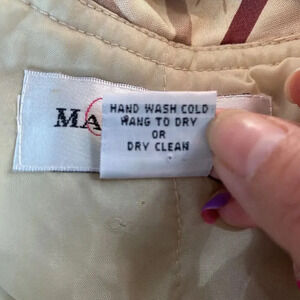 MA
HAND WASH COLD
HANG TO DRY
OR
DRY CLEAN